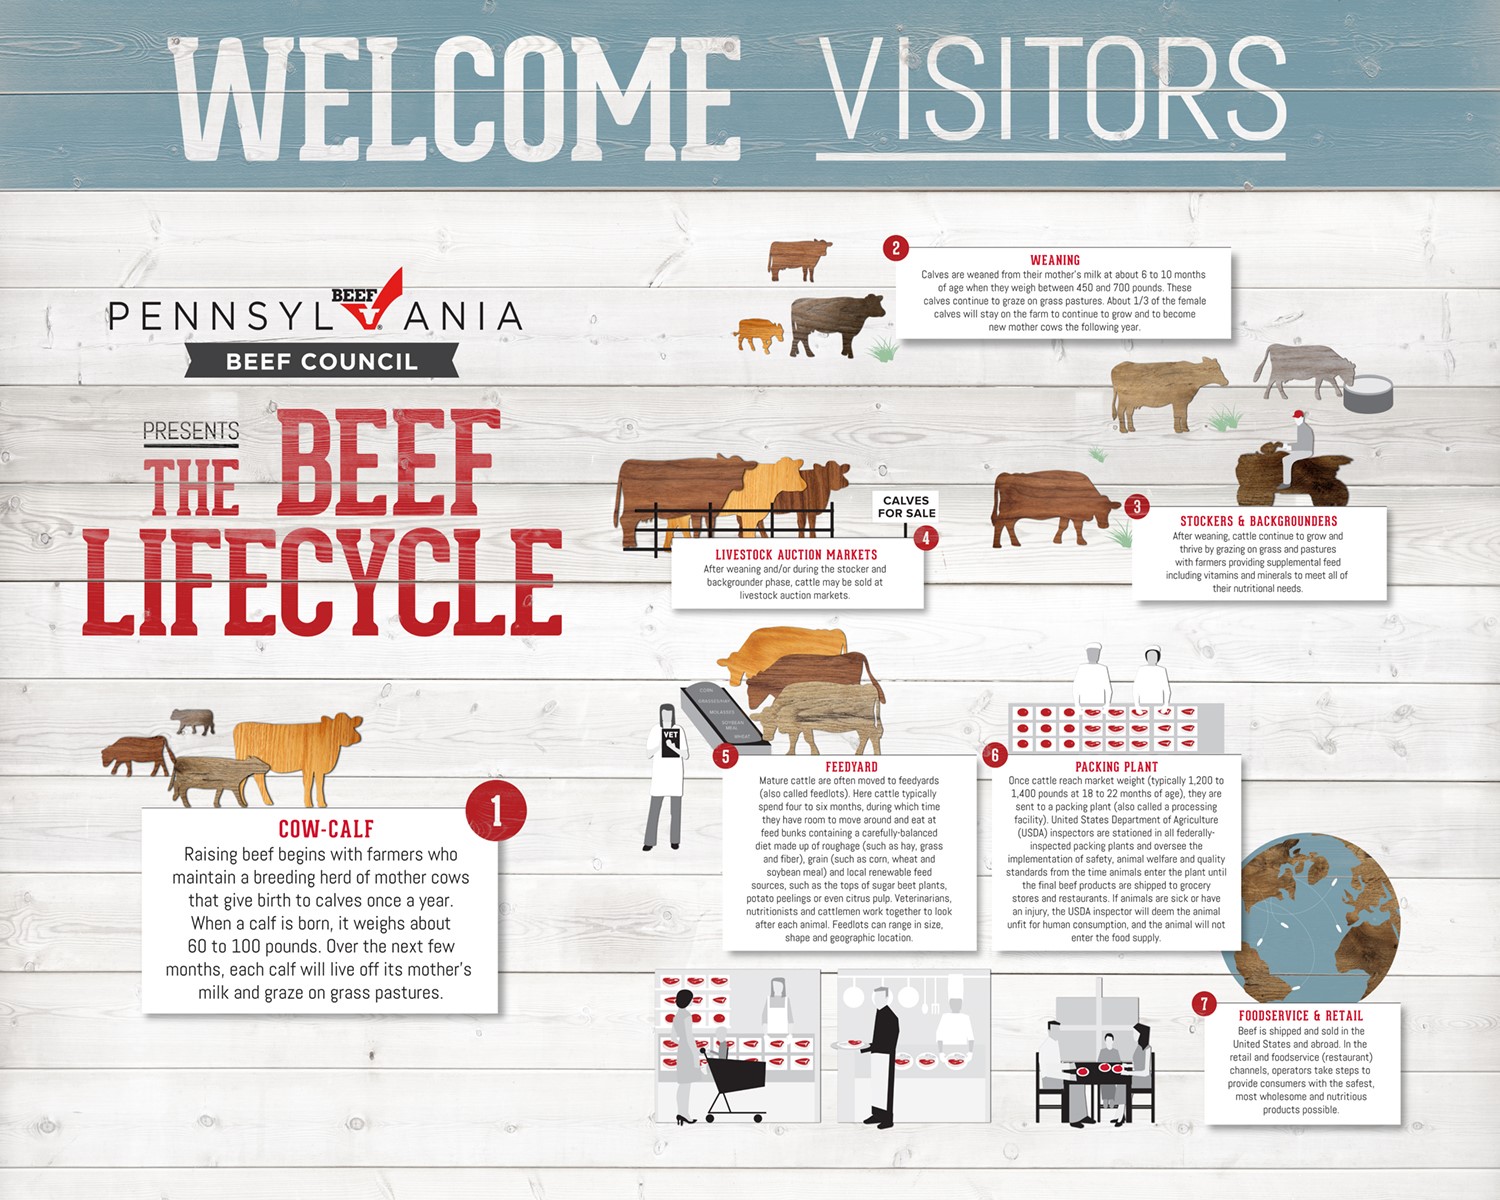 WELCOME VISITORS
BEEF
PENNSYLVANIA
®
BEEF COUNCIL
PRESENTS
THE BEEF
LIFECYCLE
1
COW-CALF
Raising beef begins with farmers who
maintain a breeding herd of mother cows
that give birth to calves once a year.
When a calf is born, it weighs about
60 to 100 pounds. Over the next few
months, each calf will live off its mother's
milk and graze on grass pastures.
2
WEANING
Calves are weaned from their mother's milk at about 6 to 10 months
of age when they weigh between 450 and 700 pounds. These
calves continue to graze on grass pastures. About 1/3 of the female
calves will stay on the farm to continue to grow and to become
new mother cows the following year.
3
STOCKERS & BACKGROUNDERS
After weaning, cattle continue to grow and
thrive by grazing on grass and pastures
with farmers providing supplemental feed
including vitamins and minerals to meet all of
their nutritional needs.
CALVES
FOR SALE
4
LIVESTOCK AUCTION MARKETS
After weaning and/or during the stocker and
backgrounder phase, cattle may be sold at
livestock auction markets.
CORN
GRASS/HAY
MOLASSES
SOYBEAN
MEAL
WHEAT
VET
5
FEEDYARD
Mature cattle are often moved to feedyards
(also called feedlots). Here cattle typically
spend four to six months, during which time
they have room to move around and eat at
feed bunks containing a carefully-balanced
diet made up of roughage (such as hay, grass
and fiber), grain (such as corn, wheat and
soybean meal) and local renewable feed
sources, such as the tops of sugar beet plants,
potato peelings or even citrus pulp. Veterinarians,
nutritionists and cattlemen work together to look
after each animal. Feedlots can range in size,
shape and geographic location.
6
PACKING PLANT
Once cattle reach market weight (typically 1,200 to
1,400 pounds at 18 to 22 months of age), they are
sent to a packing plant (also called a processing
facility). United States Department of Agriculture
(USDA) inspectors are stationed in all federally-
inspected packing plants and oversee the
implementation of safety, animal welfare and quality
standards from the time animals enter the plant until
the final beef products are shipped to grocery
stores and restaurants. If animals are sick or have
an injury, the USDA inspector will deem the animal
unfit for human consumption, and the animal will not
enter the food supply.
7
FOODSERVICE & RETAIL
Beef is shipped and sold in the
United States and abroad. In the
retail and foodservice (restaurant)
channels, operators take steps to
provide consumers with the safest,
most wholesome and nutritious
products possible.